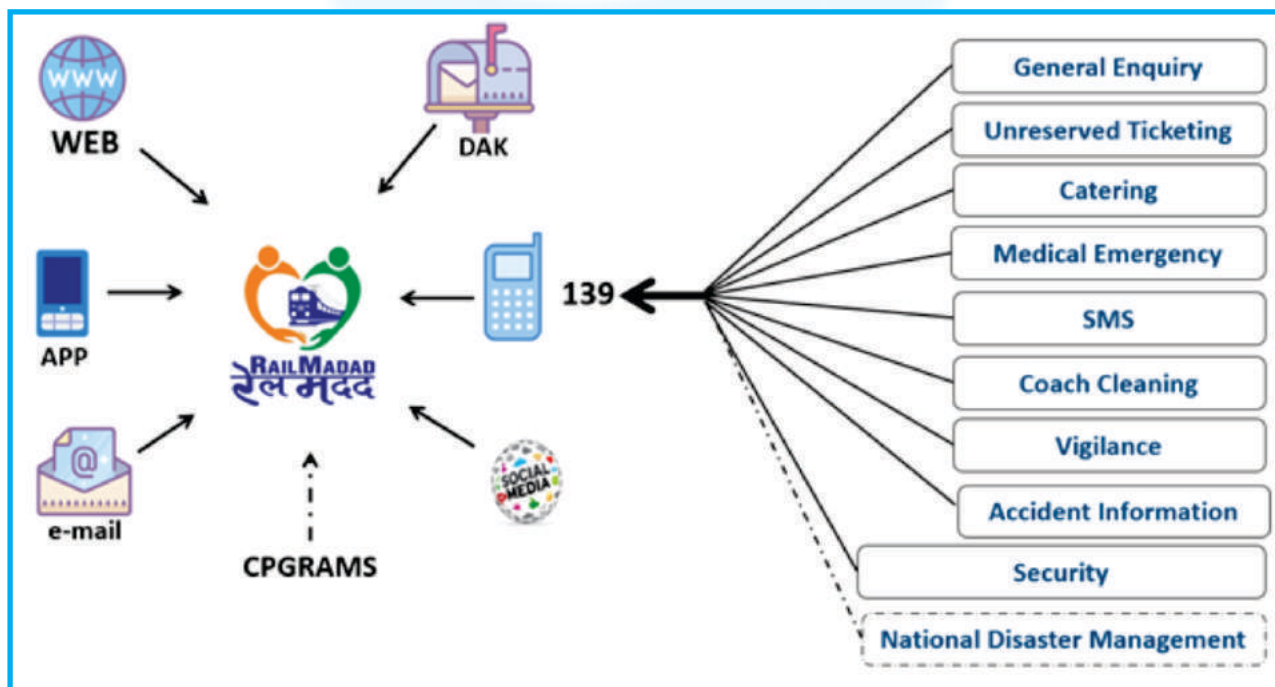 WWW
WEB
DAK
APP
139
RAILMADAD
रेल मदद
@
e-mail
SOCIAL
MEDIA
CPGRAMS
General Enquiry
Unreserved Ticketing
Catering
Medical Emergency
SMS
Coach Cleaning
Vigilance
Accident Information
Security
National Disaster Management